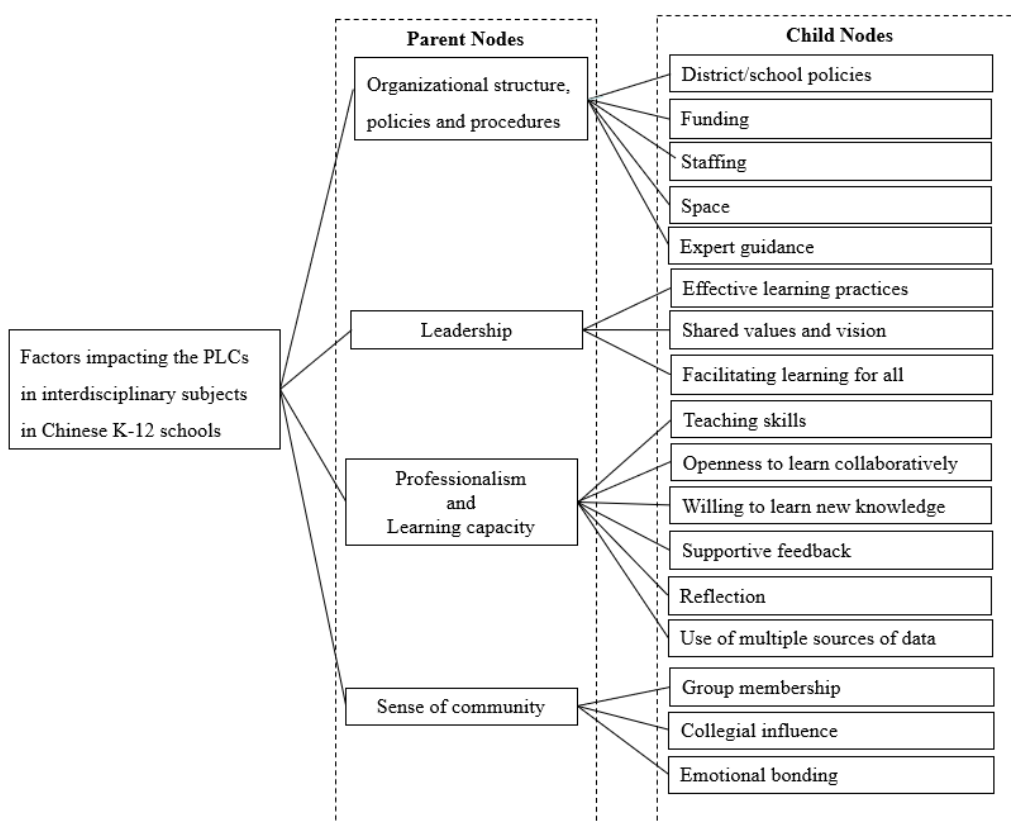 Parent Nodes
Child Nodes
Factors impacting the PLCs
in interdisciplinary subjects
in Chinese K-12 schools
Organizational structure,
policies and procedures
District/school policies
Funding
Staffing
Space
Expert guidance
Leadership
Effective learning practices
Shared values and vision
Facilitating learning for all
Professionalism
and
Learning capacity
Teaching skills
Openness to learn collaboratively
Willing to learn new knowledge
Supportive feedback
Reflection
Use of multiple sources of data
Sense of community
Group membership
Collegial influence
Emotional bonding